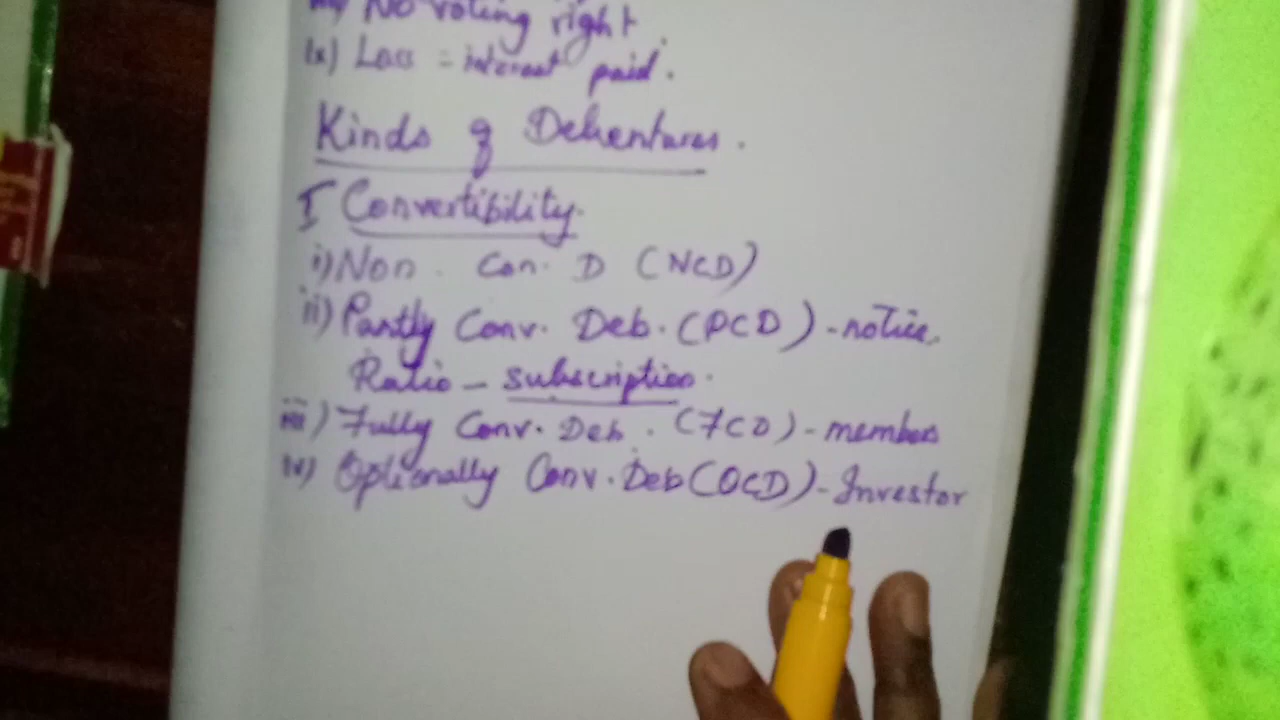 No voting right.
ix) Loss = interest paid.
Kinds of Debentures.
I Convertibility.
i) Non. Con. D (NCD)
ii) Partly Conv. Deb. (PCD) - notice.
Ratio - subscription.
iii) Fully Conv. Deb. (FCD) - members
iv) Optionally Conv. Deb (OCD) - Investor